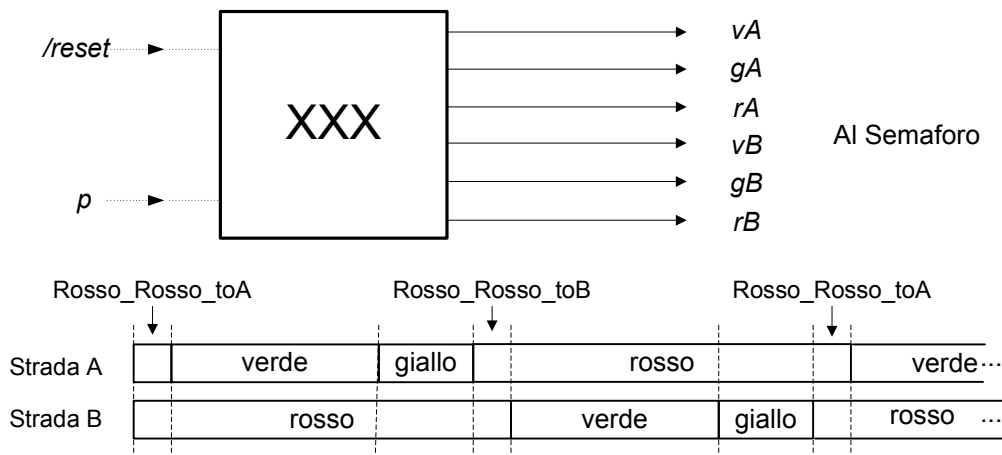 /reset
p
XXX
vA
gA
rA
vB
gB
rB
Al Semaforo
Rosso_Rosso_toA Rosso_Rosso_toB Rosso_Rosso_toA
Strada A verde giallo rosso verde ...
Strada B rosso verde giallo rosso ...